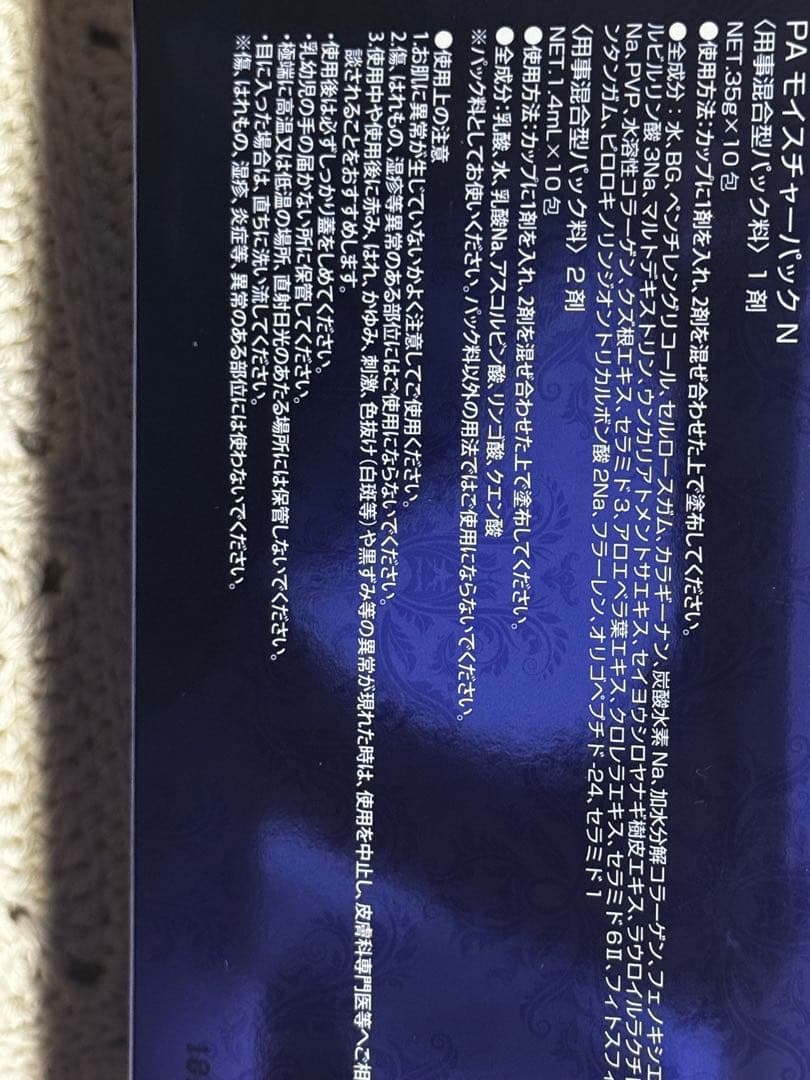 PA モイスチャーパック N
〈用事混合型パック料〉 1 剤
NET.35g×10 包
●使用方法:カップに1剤を入れ、2剤を混ぜ合わせた上で塗布してください。
●全成分:水、BG、ペンチレングリコール、セルロースガム、カラギーナン、炭酸水素 Na、加水分解コラーゲン、フェノキシエ
ルビルリン酸 3Na、マルトデキストリン、ウンカリアトメントサエキス、セイヨウシロヤナギ樹皮エキス、ラウロイルラクチ
Na、PVP、水溶性コラーゲン、クズ根エキス、セラミド 3、アロエベラ葉エキス、クロレラエキス、セラミド 6 II、フィトスフィ
ンタンガム、ピロロキノリンジオントリカルボン酸 2Na、フラーレン、オリゴペプチド-24、セラミド 1
〈用事混合型パック料〉 2 剤
NET.1.4mL×10 包
●使用方法:カップに1剤を入れ、2剤を混ぜ合わせた上で塗布してください。
●全成分:乳酸、水、乳酸Na、アスコルビン酸、リンゴ酸、クエン酸
※パック料としてお使いください。パック料以外の用法ではご使用にならないでください。
●使用上の注意
1.お肌に異常が生じていないかよく注意してご使用ください。
2.傷、はれもの、湿疹等異常のある部位にはご使用にならないでください。
3.使用中や使用後に赤み、はれ、かゆみ、刺激、色抜け(白斑等)や黒ずみ等の異常が現れた時は、使用を中止し、皮膚科専門医等へご相
談されることをおすすめします。
・使用後は必ずしっかり蓋をしめてください。
・乳幼児の手の届かない所に保管してください。
・極端に高温又は低温の場所、直射日光のあたる場所には保管しないでください。
・目に入った場合は、直ちに洗い流してください。
※傷、はれもの、湿疹、炎症等、異常のある部位には使わないでください。